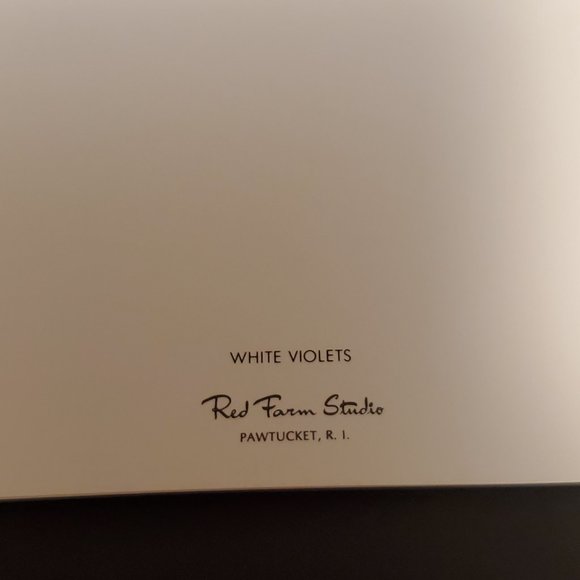 WHITE VIOLETS
Red Farm Studio
PAWTUCKET, R. I.